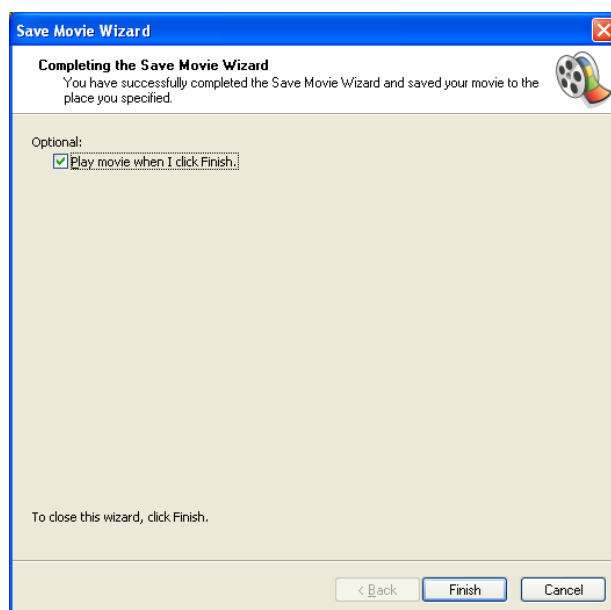 Save Movie Wizard
Completing the Save Movie Wizard
You have successfully completed the Save Movie Wizard and saved your movie to the
place you specified.
Optional:
Play movie when I click Finish.
To close this wizard, click Finish.
< Back
Finish
Cancel